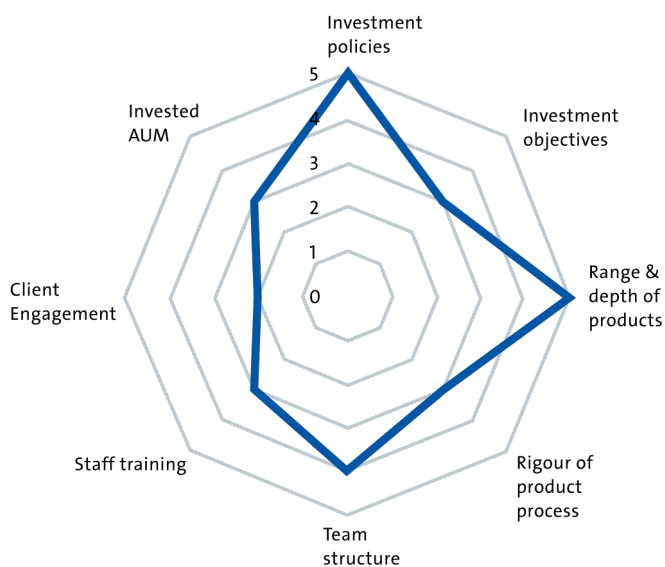 Investment
policies
5
Invested
AUM
Investment
objectives
4
3
2
1
0
Client
Engagement
Range &
depth of
products
Staff training
Rigour of
product
process
Team
structure